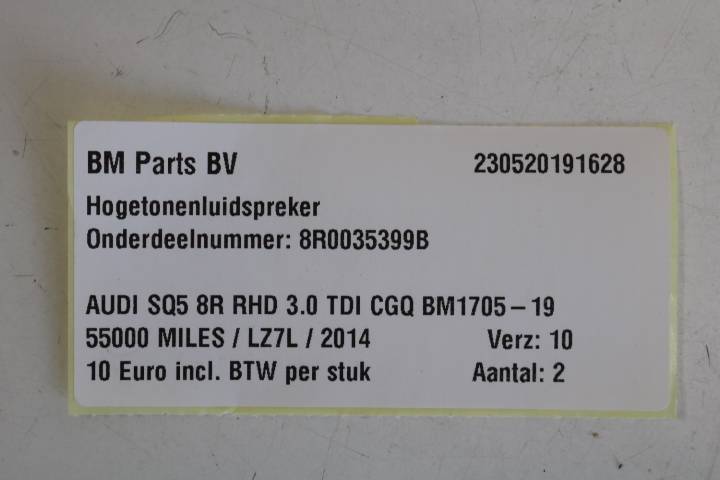 BM Parts BV 230520191628
Hogetonenluidspreker
Onderdeelnummer: 8R0035399B
AUDI SQ5 8R RHD 3.0 TDI CGQ BM1705-19
55000 MILES / LZ7L / 2014 Verz: 10
10 Euro incl. BTW per stuk Aantal: 2